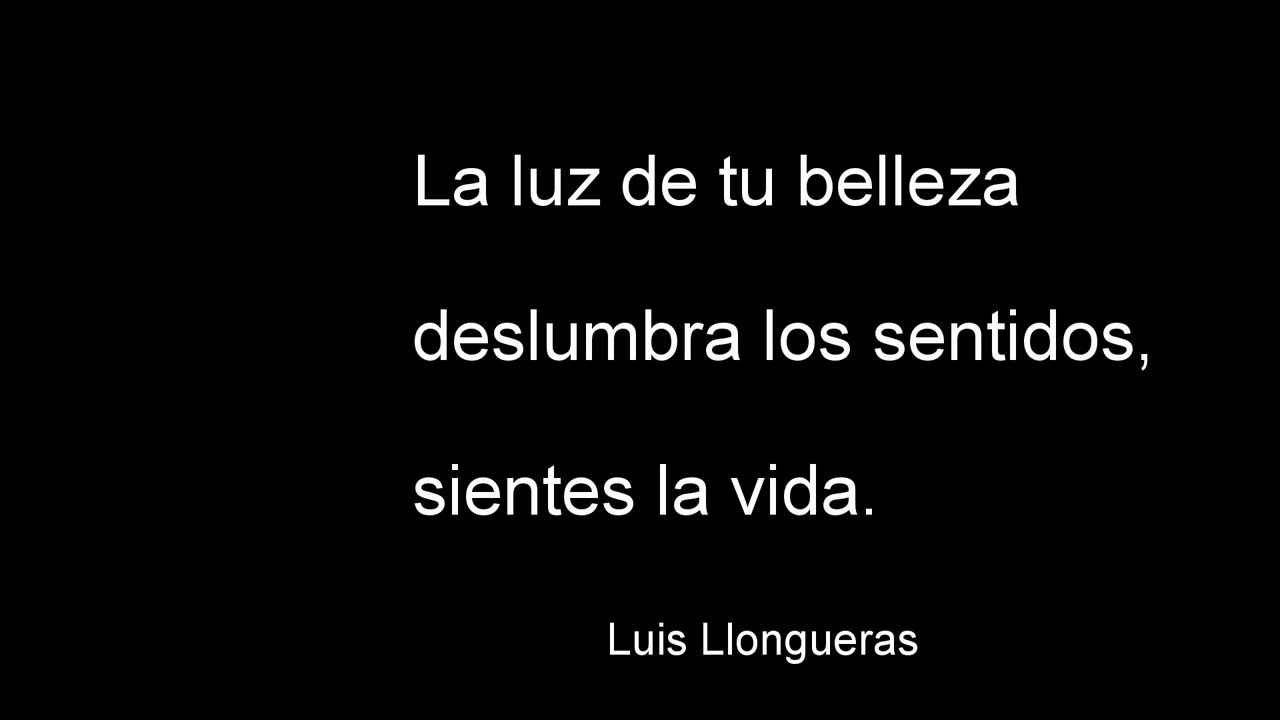 La luz de tu belleza
deslumbra los sentidos,
sientes la vida.
Luis Llongueras